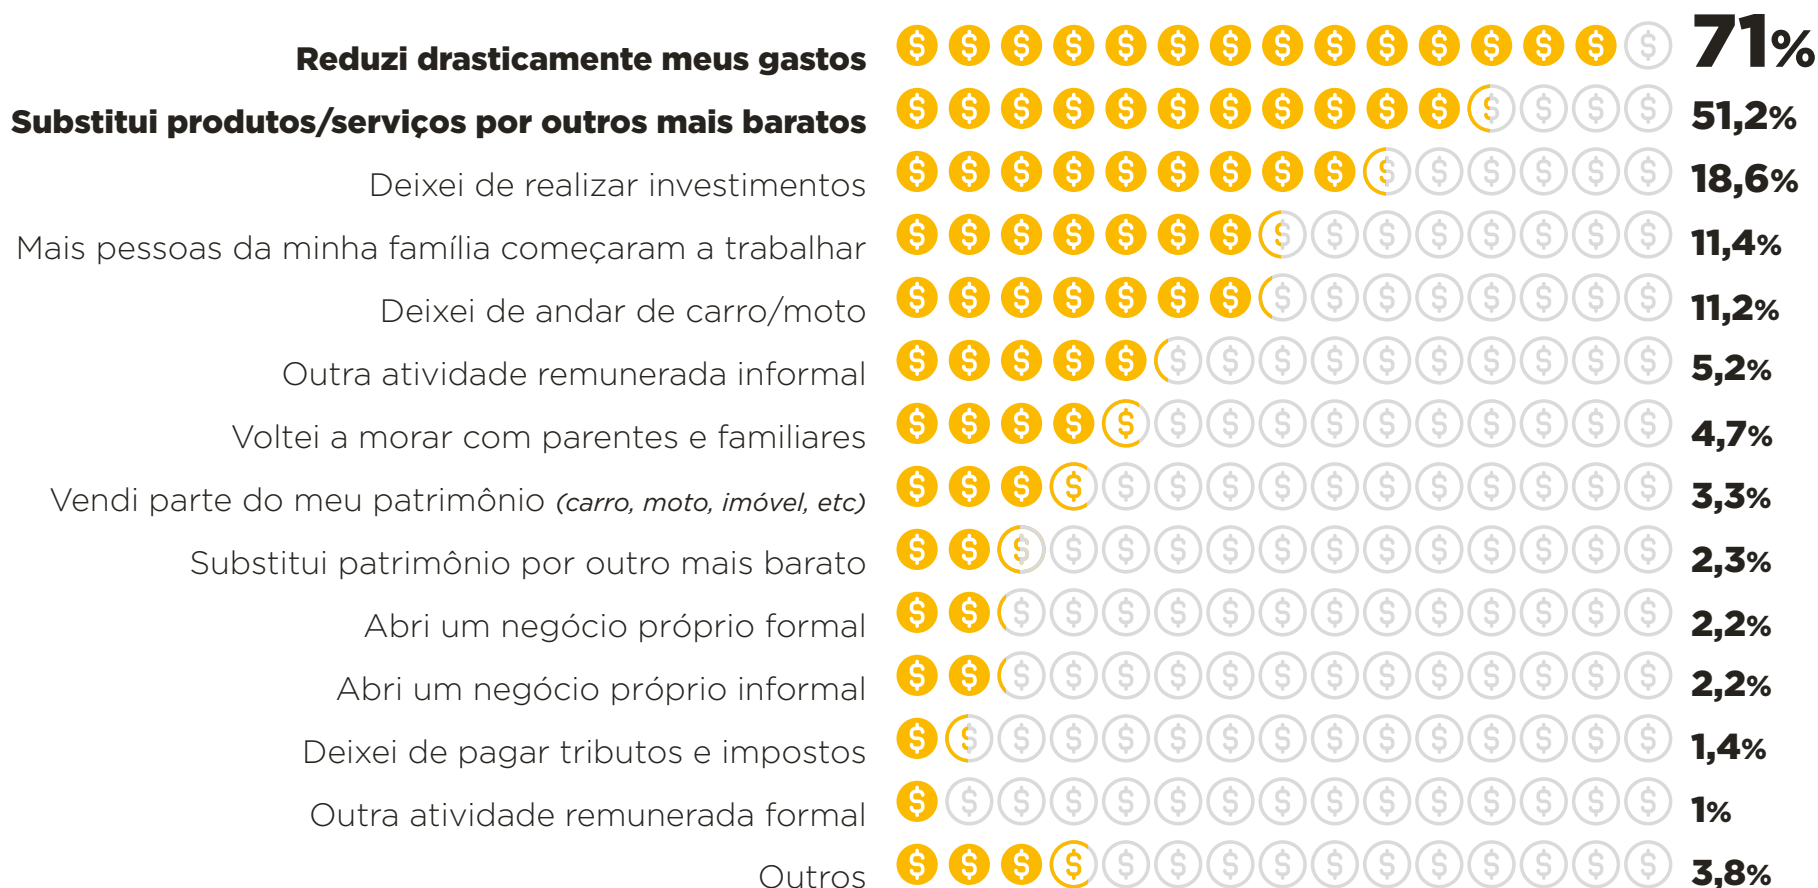 Reduzi drasticamente meus gastos 71%
Substitui produtos/serviços por outros mais baratos 51,2%
Deixei de realizar investimentos 18,6%
Mais pessoas da minha família começaram a trabalhar 11,4%
Deixei de andar de carro/moto 11,2%
Outra atividade remunerada informal 5,2%
Voltei a morar com parentes e familiares 4,7%
Vendi parte do meu patrimônio (carro, moto, imóvel, etc) 3,3%
Substitui patrimônio por outro mais barato 2,3%
Abri um negócio próprio formal 2,2%
Abri um negócio próprio informal 2,2%
Deixei de pagar tributos e impostos 1,4%
Outra atividade remunerada formal 1%
Outros 3,8%